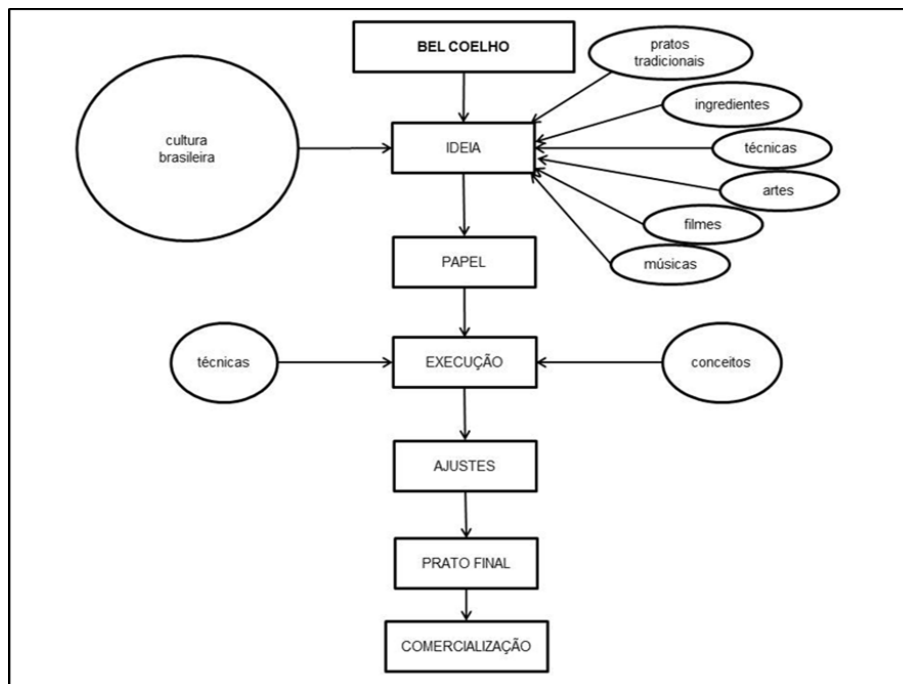 BEL COELHO
pratos
tradicionais
ingredientes
cultura
brasileira
IDEIA
técnicas
artes
filmes
músicas
PAPEL
técnicas
EXECUÇÃO
conceitos
AJUSTES
PRATO FINAL
COMERCIALIZAÇÃO